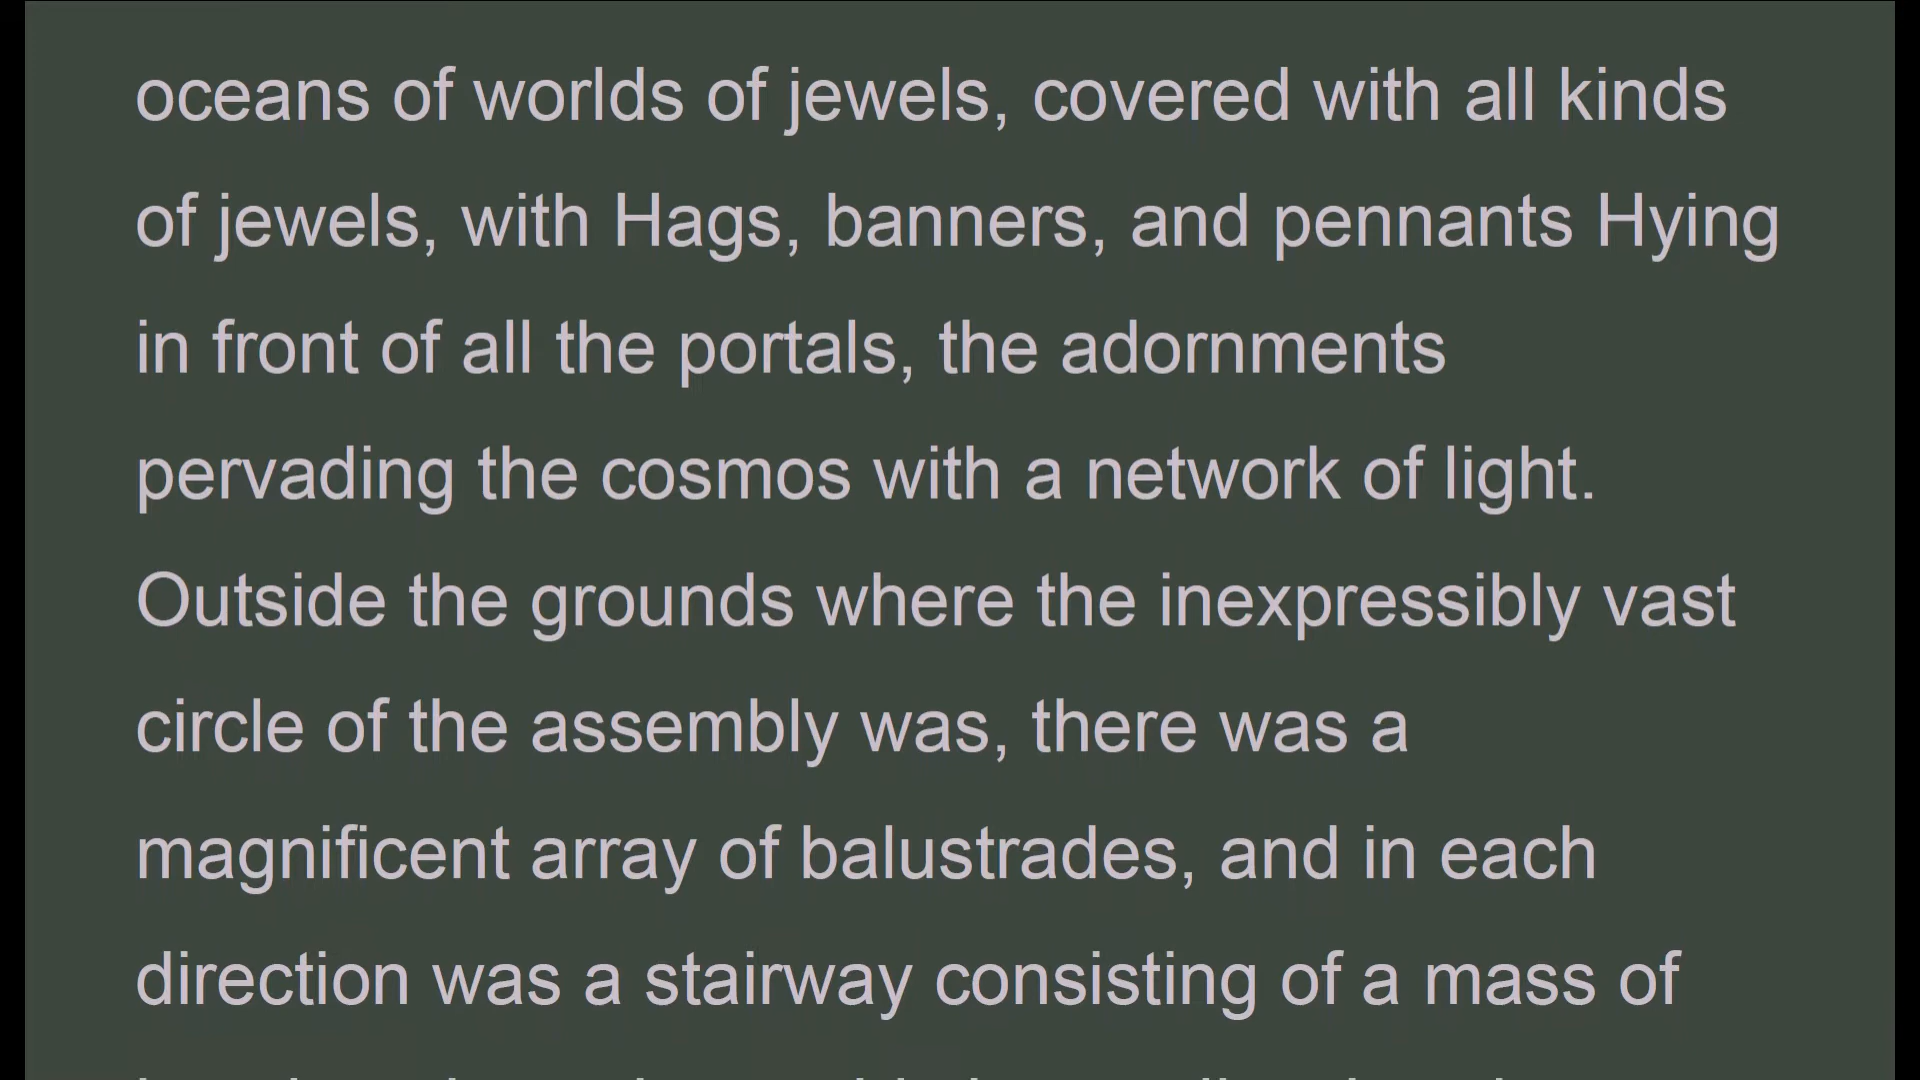 oceans of worlds of jewels, covered with all kinds
of jewels, with Hags, banners, and pennants Hying
in front of all the portals, the adornments
pervading the cosmos with a network of light.
Outside the grounds where the inexpressibly vast
circle of the assembly was, there was a
magnificent array of balustrades, and in each
direction was a stairway consisting of a mass of